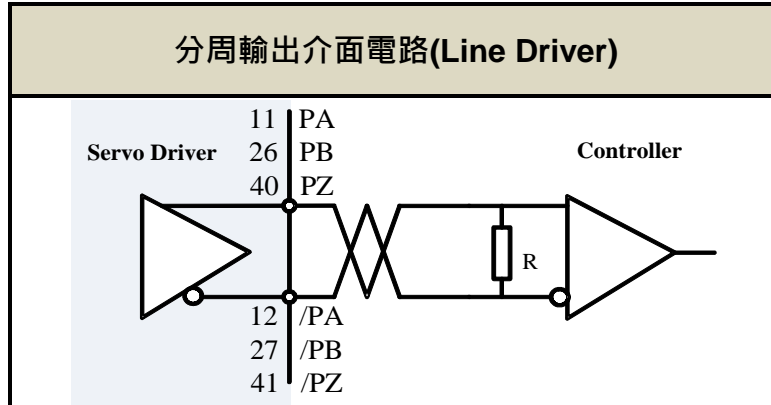 分周輸出介面電路(Line Driver)
11 PA
Servo Driver 26 PB Controller
40 PZ
R
12 /PA
27 /PB
41 /PZ